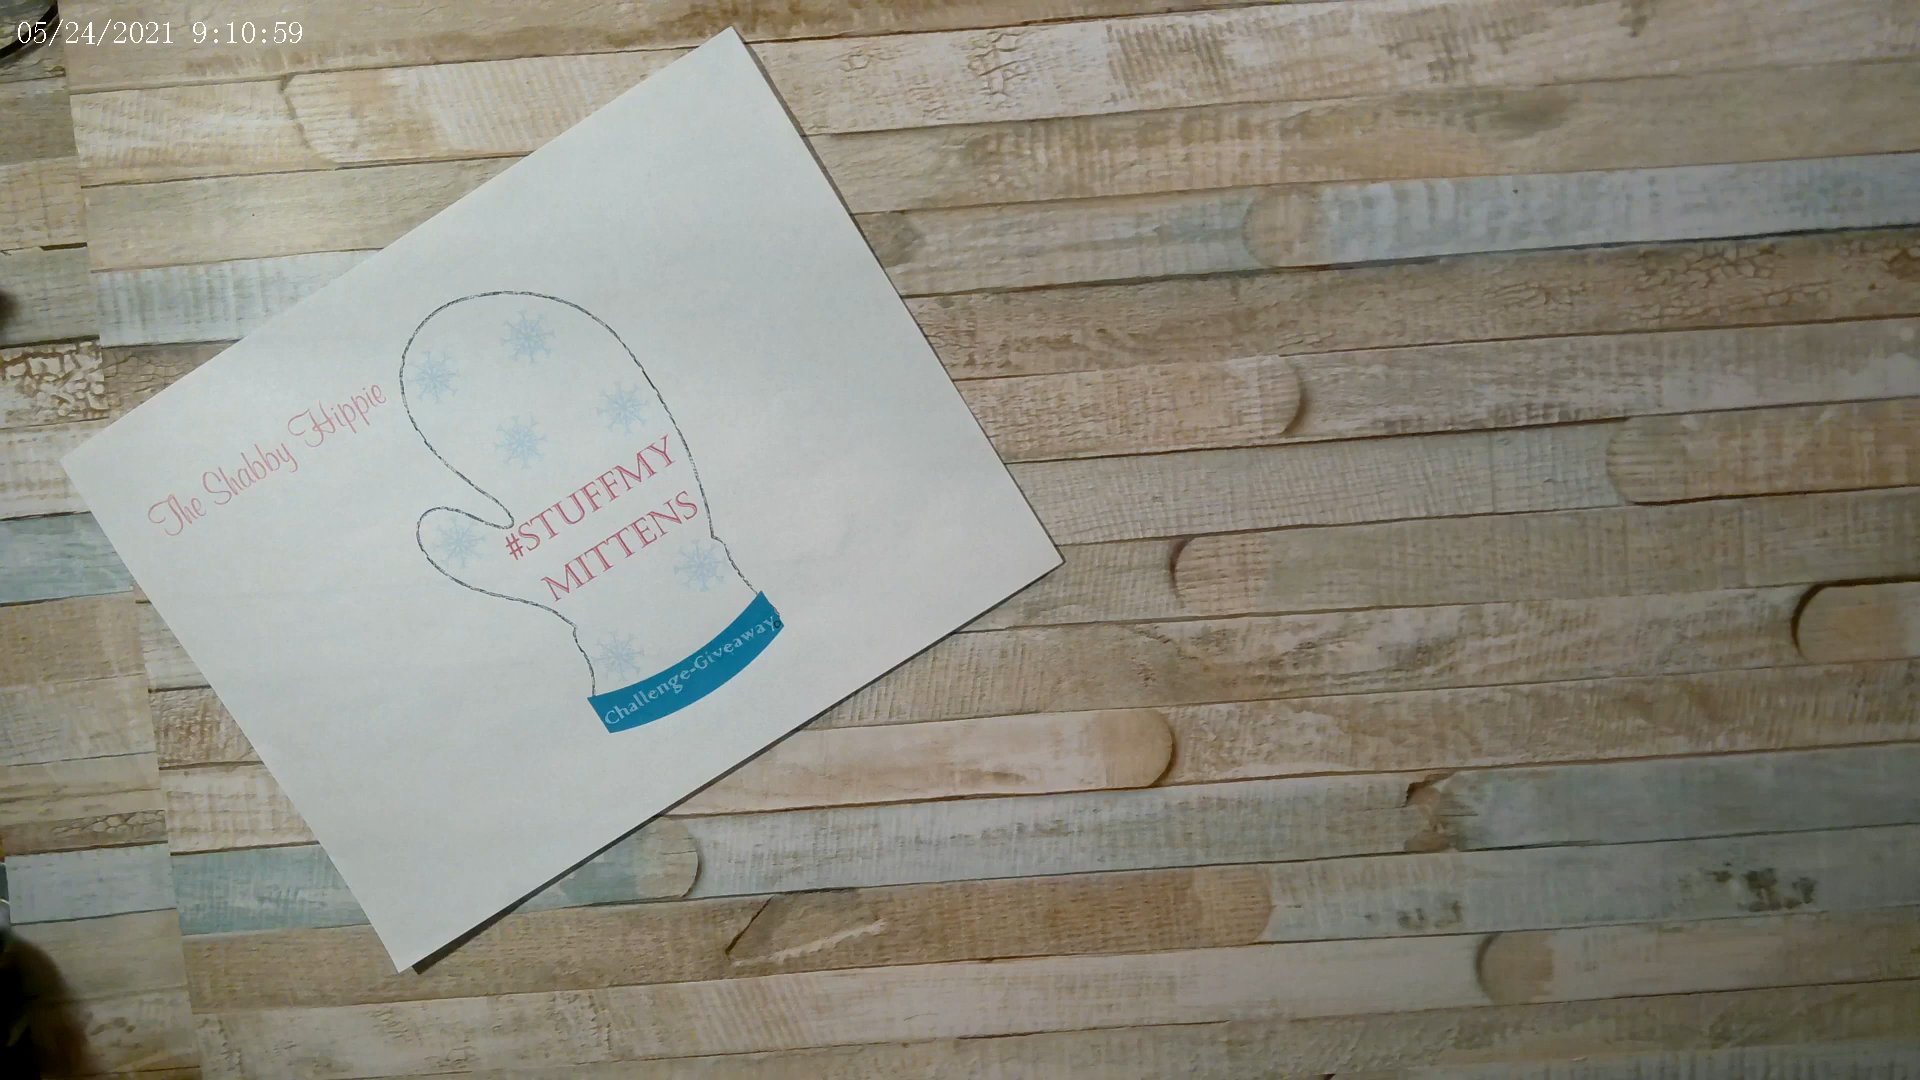 05/24/2021 9:10:59
The Shabby Hippie
#STUFFMY
MITTENS
Challenge-Giveaway